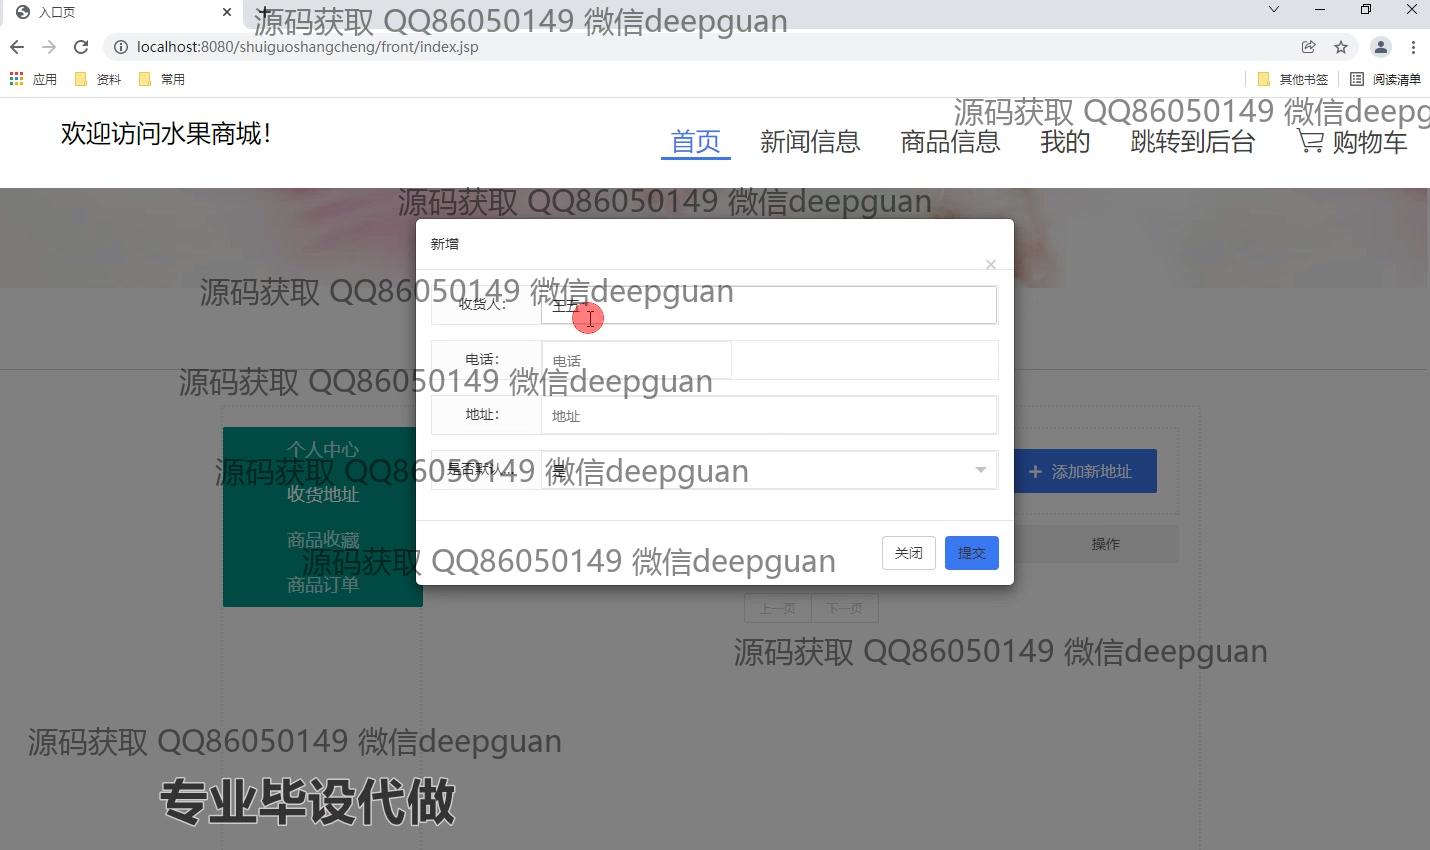 入口页
源码获取 QQ86050149 微信deepguan
localhost:8080/shuiguoshangcheng/front/index.jsp
应用
资料
常用
其他书签
阅读清单
源码获取 QQ86050149 微信deepg
欢迎访问水果商城!
首页
新闻信息
商品信息
我的
跳转到后台
购物车
源码获取 QQ86050149 微信deepguan
新增
源码获取 QQ86050149 微信deepguan
收货人:
王五
电话:
电话
源码获取 QQ86050149 微信deepguan
地址:
地址
个人中心
收货地址
商品收藏
商品订单
源码获取 QQ86050149 微信deepguan
是否默认...
是
添加新地址
操作
源码获取 QQ86050149 微信deepguan
关闭
提交
上一页
下一页
源码获取 QQ86050149 微信deepguan
源码获取 QQ86050149 微信deepguan
专业毕设代做